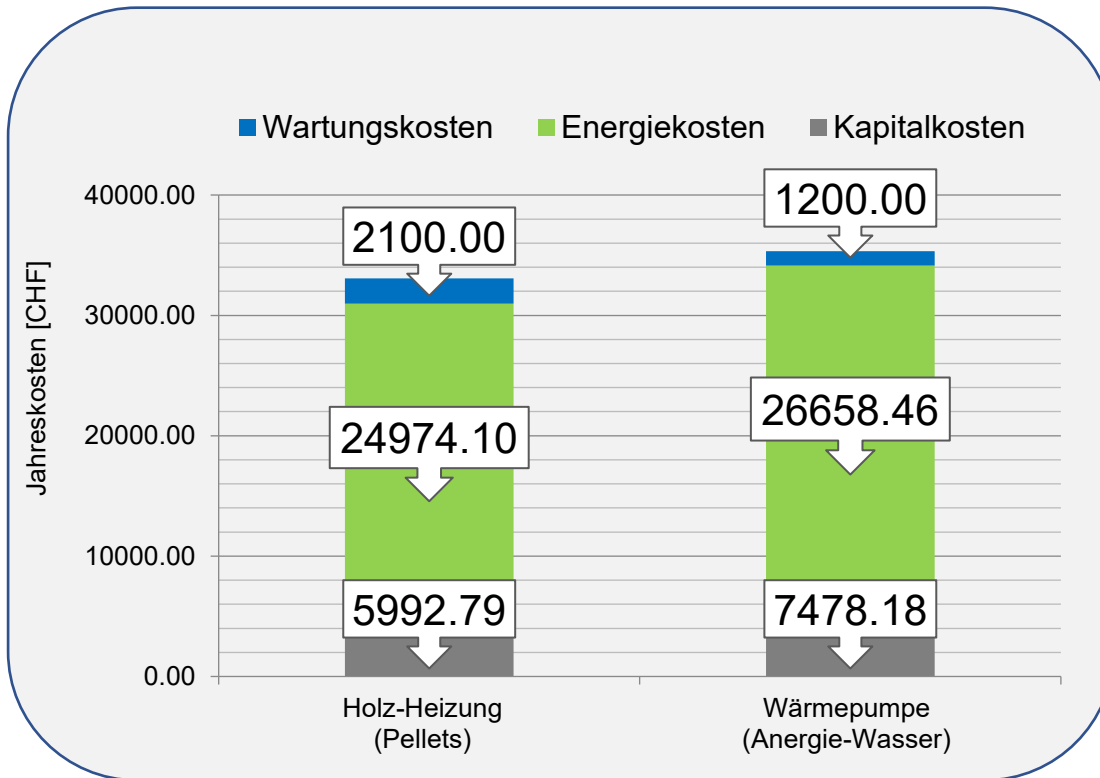 Wartungskosten Energiekosten Kapitalkosten
Jahreskosten [CHF]
40000.00
30000.00
20000.00
10000.00
0.00
2100.00
24974.10
5992.79
1200.00
26658.46
7478.18
Holz-Heizung
(Pellets)
Wärmepumpe
(Anergie-Wasser)